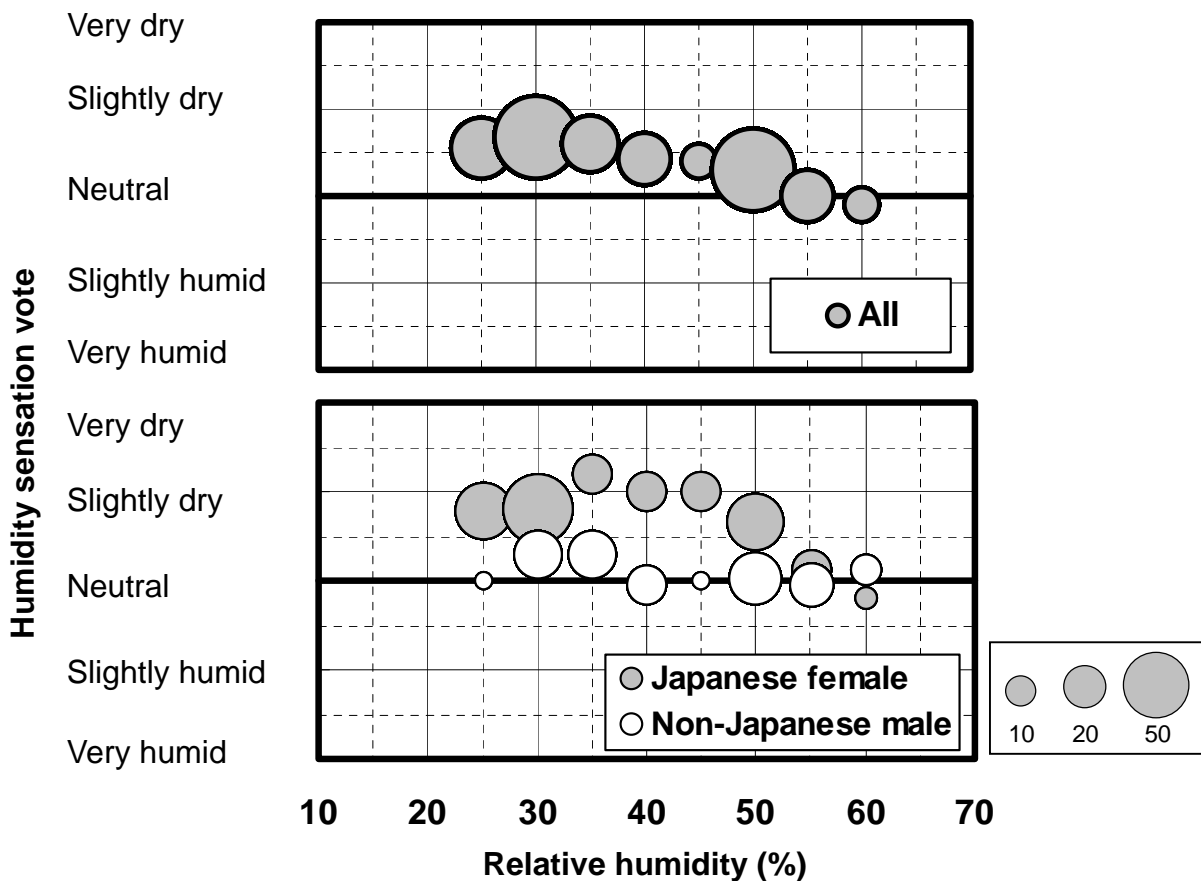 Very dry
Slightly dry
Neutral
Slightly humid
Very humid
All
Humidity sensation vote
Very dry
Slightly dry
Neutral
Slightly humid
Very humid
Japanese female
Non-Japanese male
10 20 50
10 20 30 40 50 60 70
Relative humidity (%)